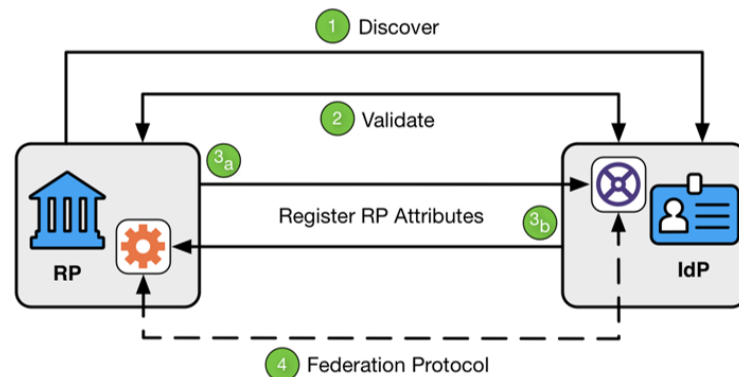 1 Discover
2 Validate
3a
Register RP Attributes
3b
RP
IdP
4 Federation Protocol